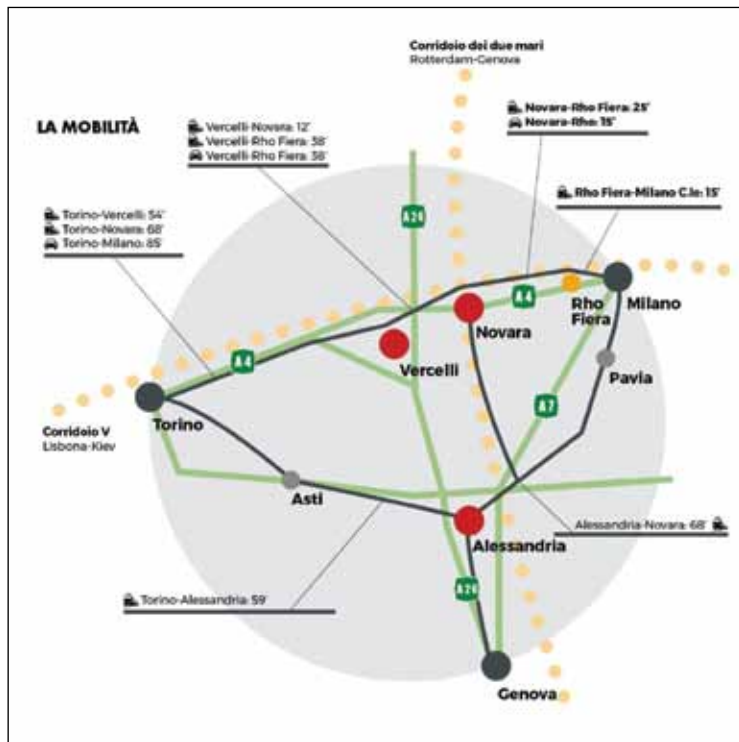 Corridoio dei due mari
Rotterdam-Genova
LA MOBILITÀ
Vercelli-Novara: 12'
Vercelli-Rho Fiera: 38'
Vercelli-Rho Fiera: 38'
Novara-Rho Fiera: 25'
Novara-Rho: 15'
Rho Fiera-Milano C.le: 15'
Torino-Vercelli: 54'
Torino-Novara: 68'
Torino-Milano: 85'
A26
A4
Rho
Fiera
Milano
Novara
Vercelli
A4
Pavia
Torino
A7
Corridoio V
Lisbona-Kiev
Asti
Alessandria
Alessandria-Novara: 68'
Torino-Alessandria: 59'
A26
Genova